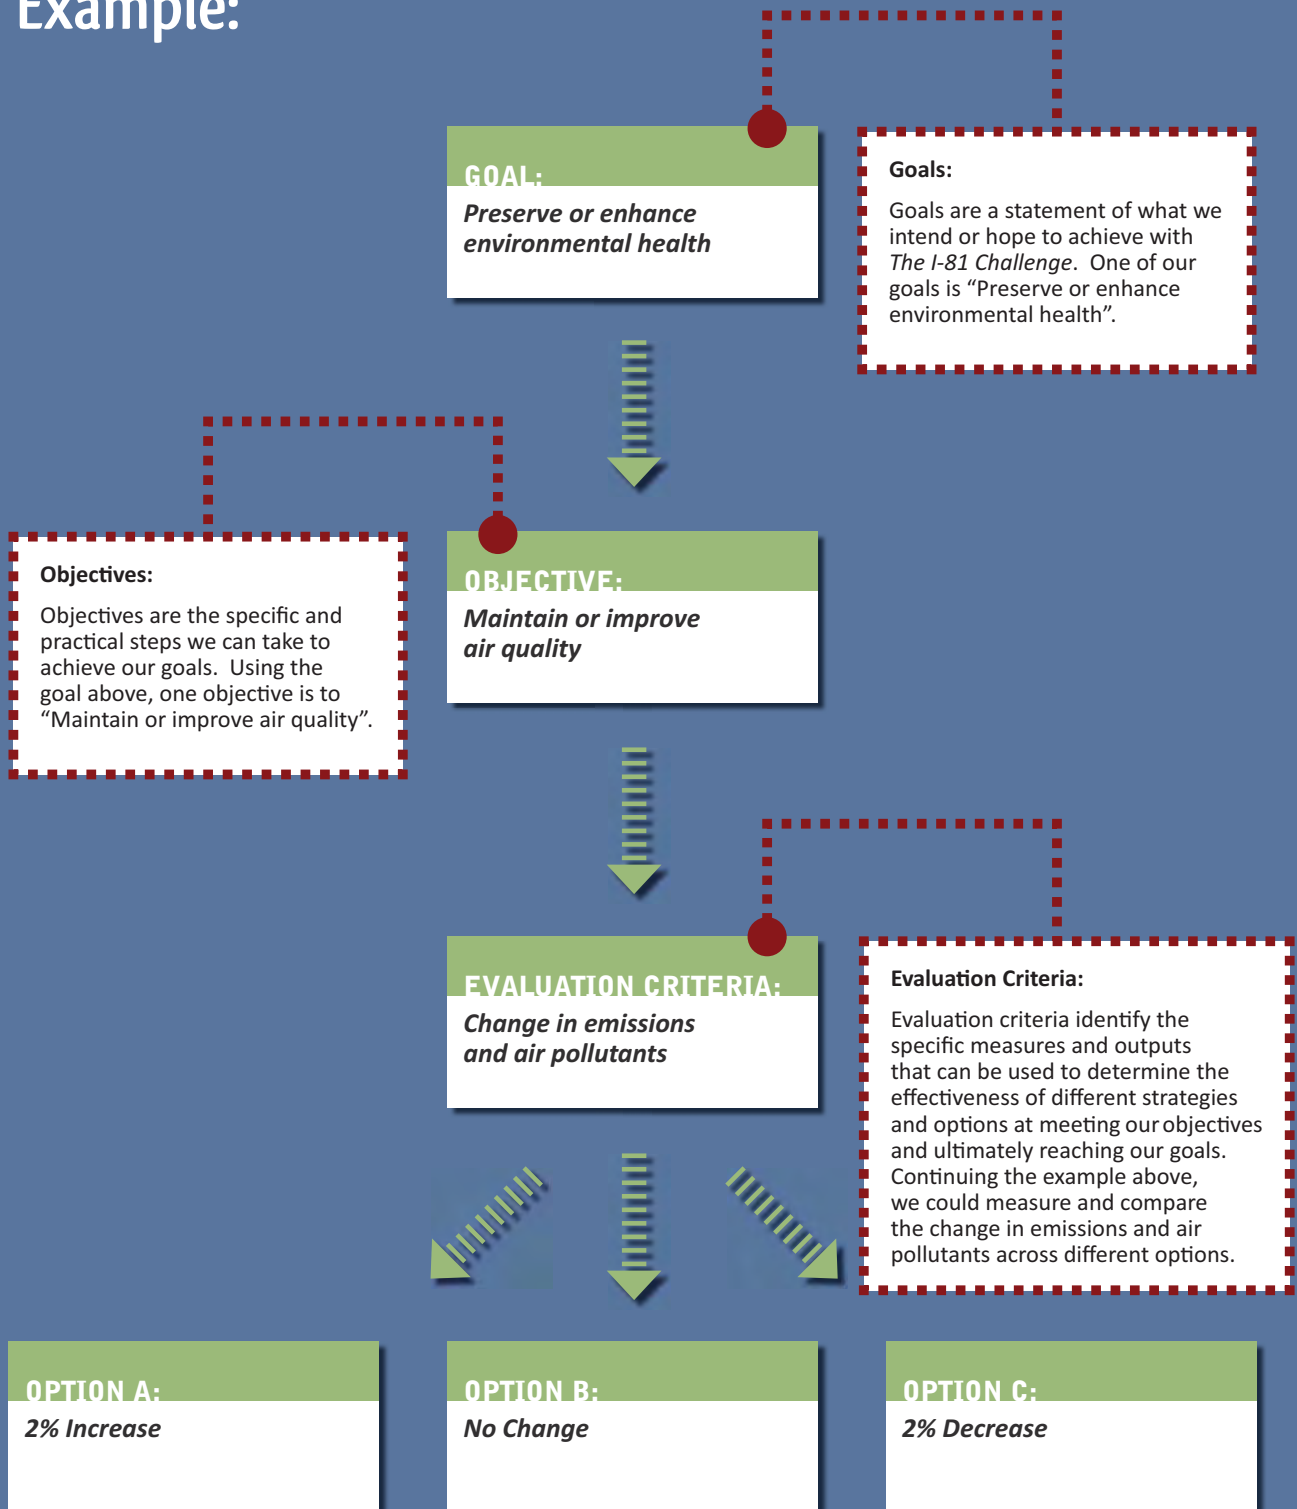 Example:
GOAL:
Preserve or enhance
environmental health
Goals:
Goals are a statement of what we
intend or hope to achieve with
The I-81 Challenge.  One of our
goals is “Preserve or enhance
environmental health”.
Objectives:
Objectives are the specific and
practical steps we can take to
achieve our goals.  Using the
goal above, one objective is to
“Maintain or improve air quality”.
OBJECTIVE:
Maintain or improve
air quality
EVALUATION CRITERIA:
Change in emissions
and air pollutants
Evaluation Criteria:
Evaluation criteria identify the
specific measures and outputs
that can be used to determine the
effectiveness of different strategies
and options at meeting our objectives
and ultimately reaching our goals.
Continuing the example above,
we could measure and compare
the change in emissions and air
pollutants across different options.
OPTION A:
2% Increase
OPTION B:
No Change
OPTION C:
2% Decrease